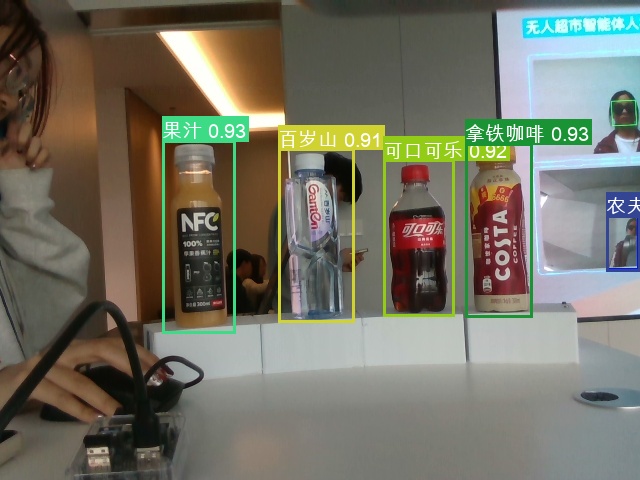 无人超市智能体人
果汁 0.93
百岁山 0.91
可口可乐 0.92
拿铁咖啡 0.93
农夫
NFC
100%
Ganten
可口可乐
COSTA
COFFEE